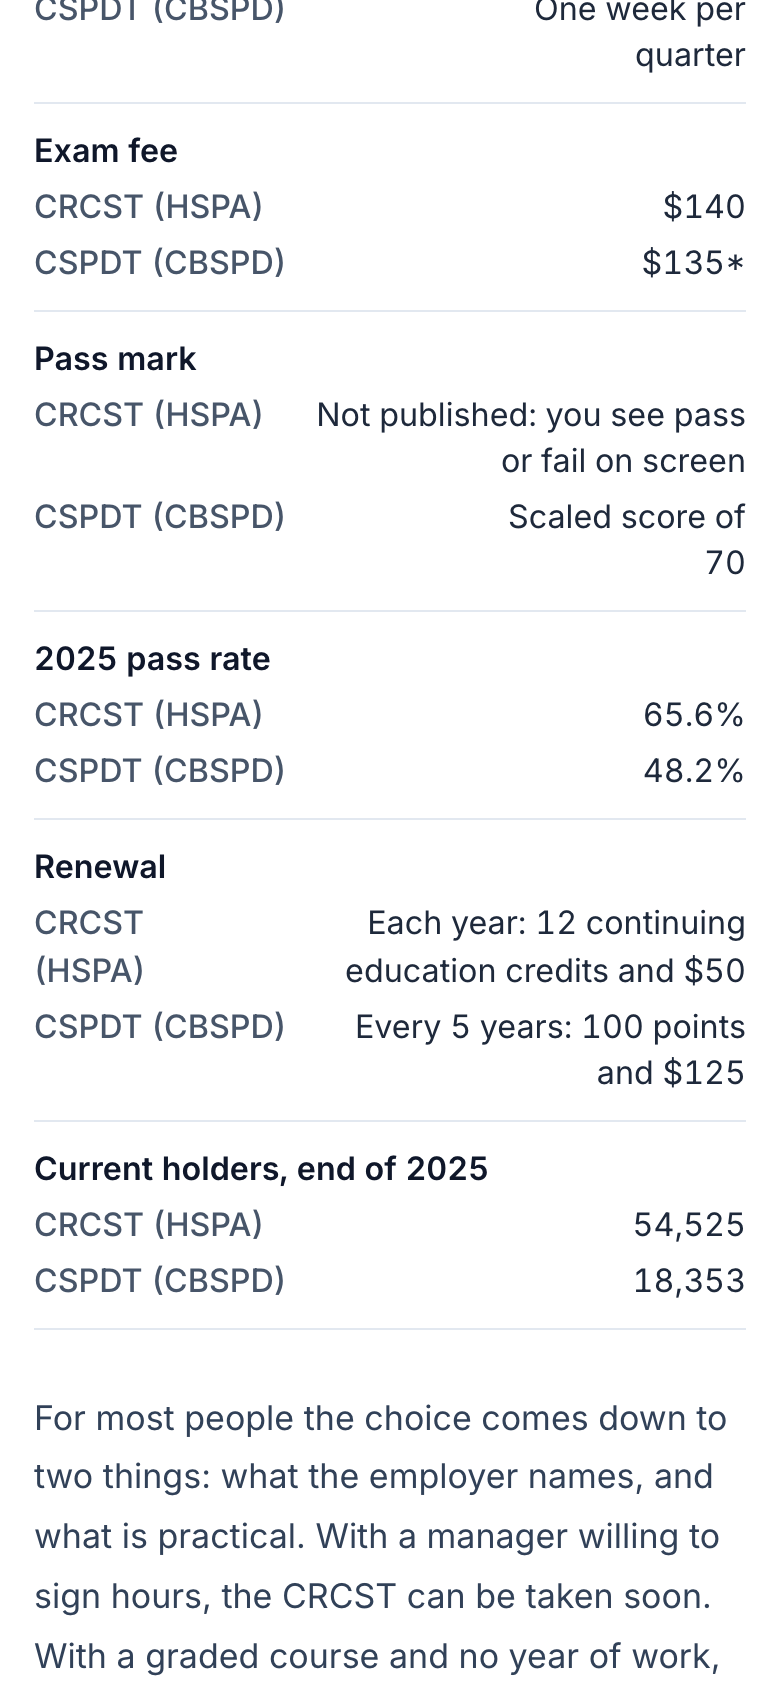 CSPDT (CBSPD) One week per
quarter
Exam fee
CRCST (HSPA) $140
CSPDT (CBSPD) $135*
Pass mark
CRCST (HSPA) Not published: you see pass
or fail on screen
CSPDT (CBSPD) Scaled score of
70
2025 pass rate
CRCST (HSPA) 65.6%
CSPDT (CBSPD) 48.2%
Renewal
CRCST Each year: 12 continuing
(HSPA) education credits and $50
CSPDT (CBSPD) Every 5 years: 100 points
and $125
Current holders, end of 2025
CRCST (HSPA) 54,525
CSPDT (CBSPD) 18,353
For most people the choice comes down to
two things: what the employer names, and
what is practical. With a manager willing to
sign hours, the CRCST can be taken soon.
With a graded course and no year of work,